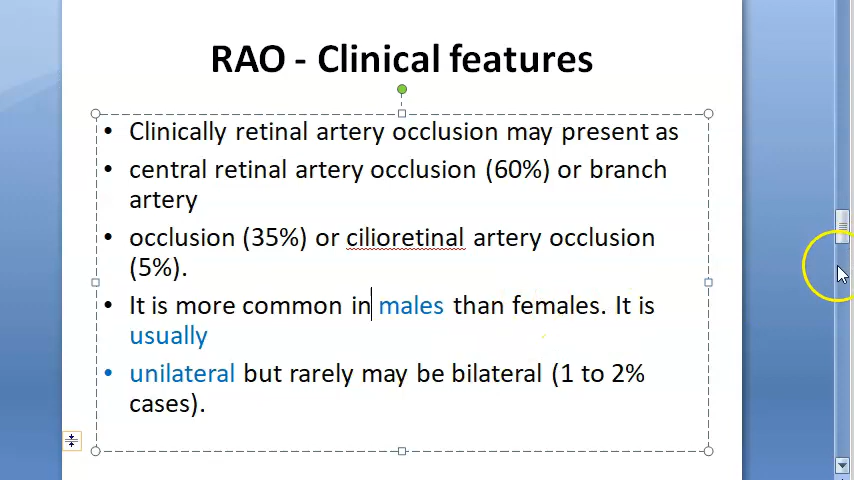 RAO - Clinical features
• Clinically retinal artery occlusion may present as
• central retinal artery occlusion (60%) or branch
artery
• occlusion (35%) or cilioretinal artery occlusion
(5%).
• It is more common in males than females. It is
usually
• unilateral but rarely may be bilateral (1 to 2%
cases).